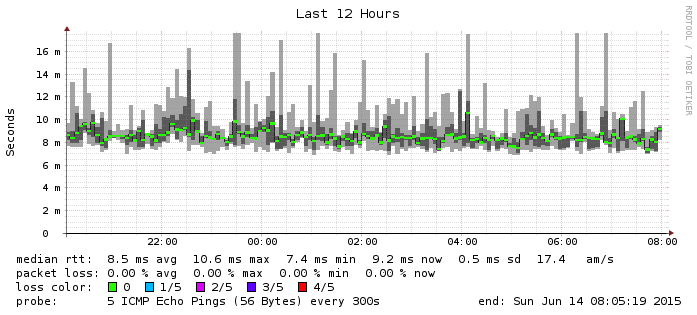 Last 12 Hours
RRDTOOL / TOBI OETIKER
Seconds
16 m
14 m
12 m
10 m
8 m
6 m
4 m
2 m
0
22:00 00:00 02:00 04:00 06:00 08:00
median rtt: 8.5 ms avg 10.6 ms max 7.4 ms min 9.2 ms now 0.5 ms sd 17.4 am/s
packet loss: 0.00 % avg 0.00 % max 0.00 % min 0.00 % now
loss color: 0 1/5 2/5 3/5 4/5
probe: 5 ICMP Echo Pings (56 Bytes) every 300s end: Sun Jun 14 08:05:19 2015